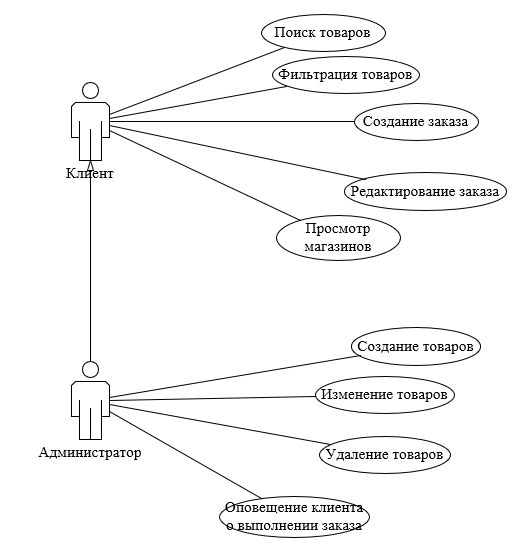 Поиск товаров
Фильтрация товаров
Создание заказа
Клиент
Редактирование заказа
Просмотр
магазинов
Создание товаров
Изменение товаров
Администратор
Удаление товаров
Оповещение клиента
о выполнении заказа